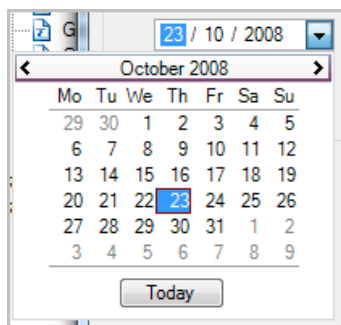 G 23 / 10 / 2008
October 2008
Mo Tu We Th Fr Sa Su
29 30 1 2 3 4 5
6 7 8 9 10 11 12
13 14 15 16 17 18 19
20 21 22 23 24 25 26
27 28 29 30 31 1 2
3 4 5 6 7 8 9
Today